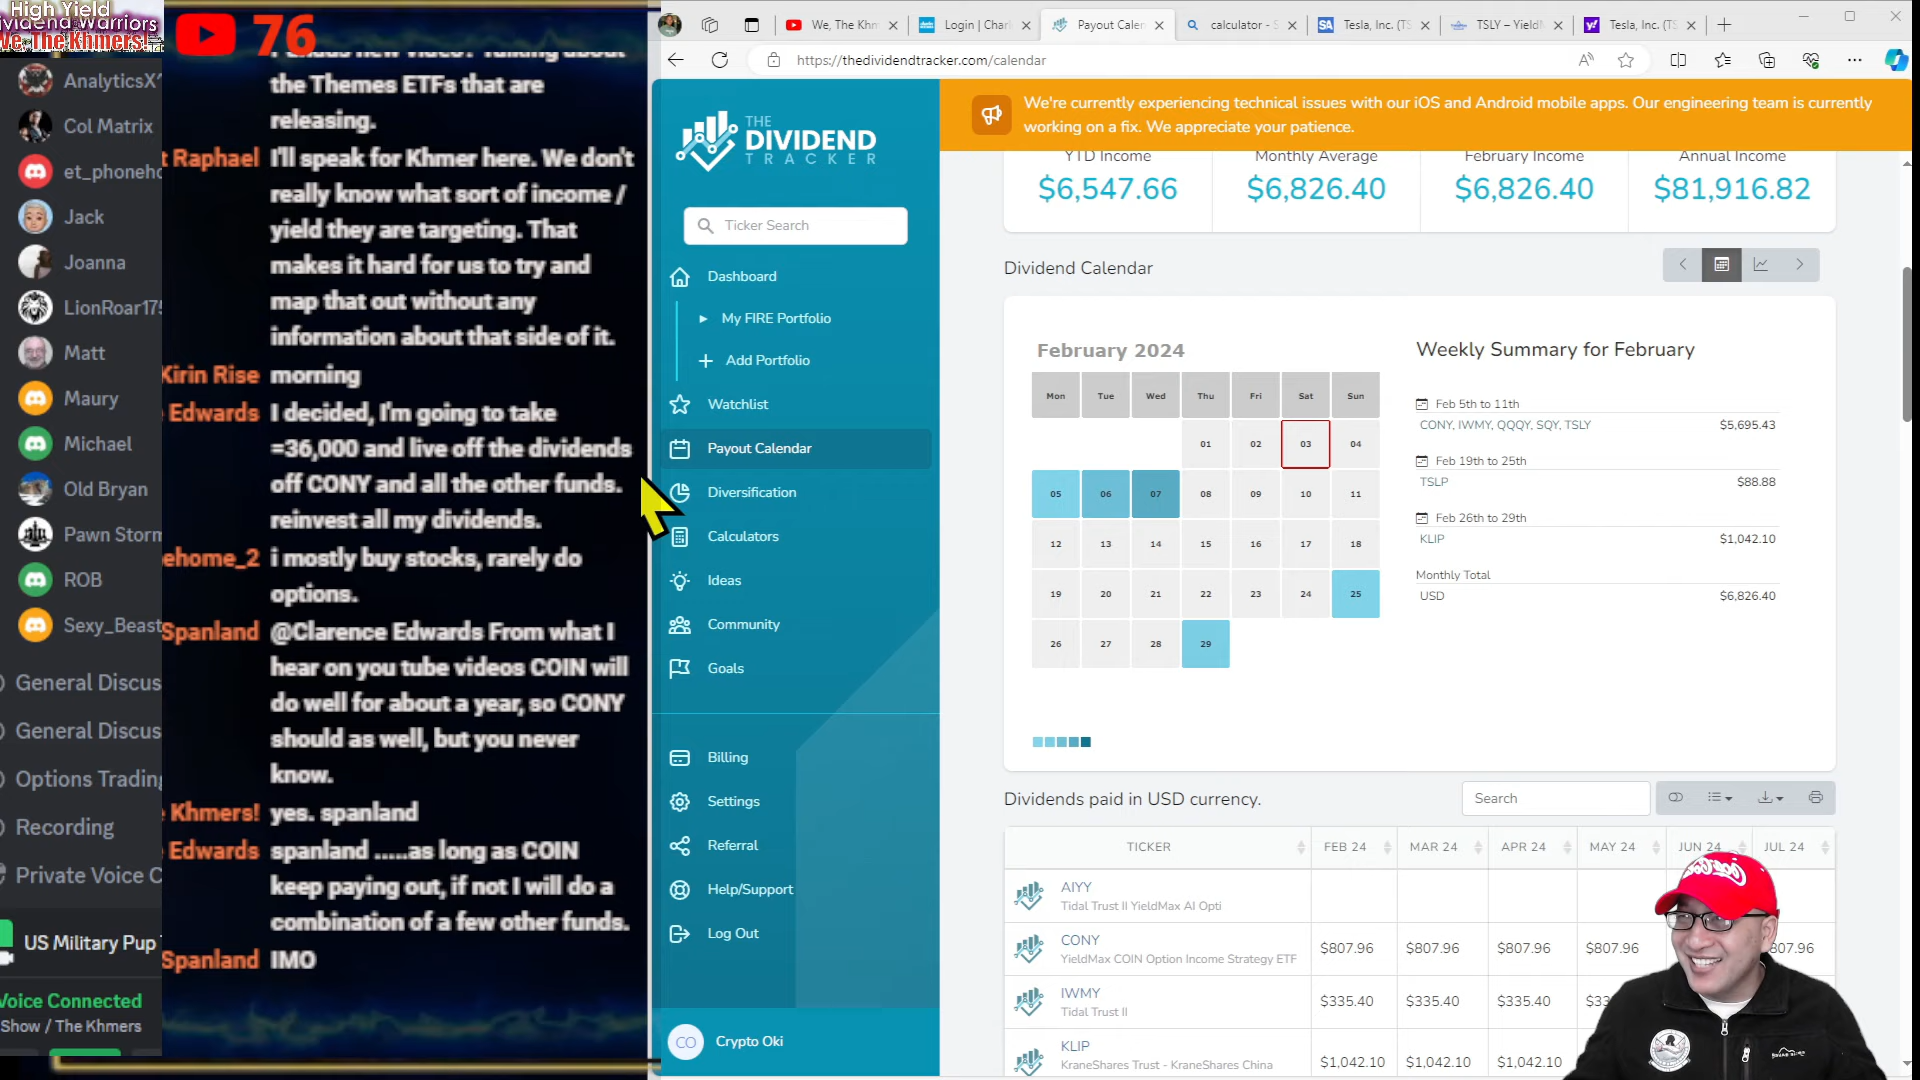 High Yield
Dividend Warriors
We, The Khmers!
76
AnalyticsX
Col Matrix
et_phoneho
Jack
Joanna
LionRoar175
Matt
Maury
Michael
Old Bryan
Pawn Storm
ROB
Sexy_Beast
General Discus
General Discus
Options Trading
Recording
Private Voice C
US Military Pup
Voice Connected
Show / The Khmers
new video? Talking about
the Themes ETFs that are
releasing.
Raphael I'll speak for Khmer here. We don't
really know what sort of income /
yield they are targeting. That
makes it hard for us to try and
map that out without any
information about that side of it.
Kirin Rise morning
Edwards I decided, I'm going to take
=36,000 and live off the dividends
off CONY and all the other funds.
reinvest all my dividends.
ehome_2 i mostly buy stocks, rarely do
options.
Spanland @Clarence Edwards From what I
hear on you tube videos COIN will
do well for about a year, so CONY
should as well, but you never
know.
Khmers! yes. spanland
Edwards spanland .....as long as COIN
keep paying out, if not I will do a
combination of a few other funds.
Spanland IMO
We, The Khm
Login | Char
Payout Calen
calculator - S
Tesla, Inc. (TS
TSLY – YieldM
Tesla, Inc. (TS
https://thedividendtracker.com/calendar
THE
DIVIDEND
TRACKER
Ticker Search
Dashboard
My FIRE Portfolio
Add Portfolio
Watchlist
Payout Calendar
Diversification
Calculators
Ideas
Community
Goals
Billing
Settings
Referral
Help/Support
Log Out
CO Crypto Oki
We're currently experiencing technical issues with our iOS and Android mobile apps. Our engineering team is currently
working on a fix. We appreciate your patience.
YTD Income Monthly Average February Income Annual Income
$6,547.66 $6,826.40 $6,826.40 $81,916.82
Dividend Calendar
February 2024
Mon Tue Wed Thu Fri Sat Sun
01 02 03 04
05 06 07 08 09 10 11
12 13 14 15 16 17 18
19 20 21 22 23 24 25
26 27 28 29
Weekly Summary for February
Feb 5th to 11th
CONY, IWMY, QQQY, SQY, TSLY $5,695.43
Feb 19th to 25th
TSLP $88.88
Feb 26th to 29th
KLIP $1,042.10
Monthly Total
USD $6,826.40
Dividends paid in USD currency.
Search
TICKER FEB 24 MAR 24 APR 24 MAY 24 JUN 24 JUL 24
AIYY
Tidal Trust II YieldMax AI Opti
CONY
YieldMax COIN Option Income Strategy ETF
$807.96 $807.96 $807.96 $807.96 807.96
IWMY
Tidal Trust II
$335.40 $335.40 $335.40 $33
KLIP
KraneShares Trust - KraneShares China
$1,042.10 $1,042.10 $1,042.10